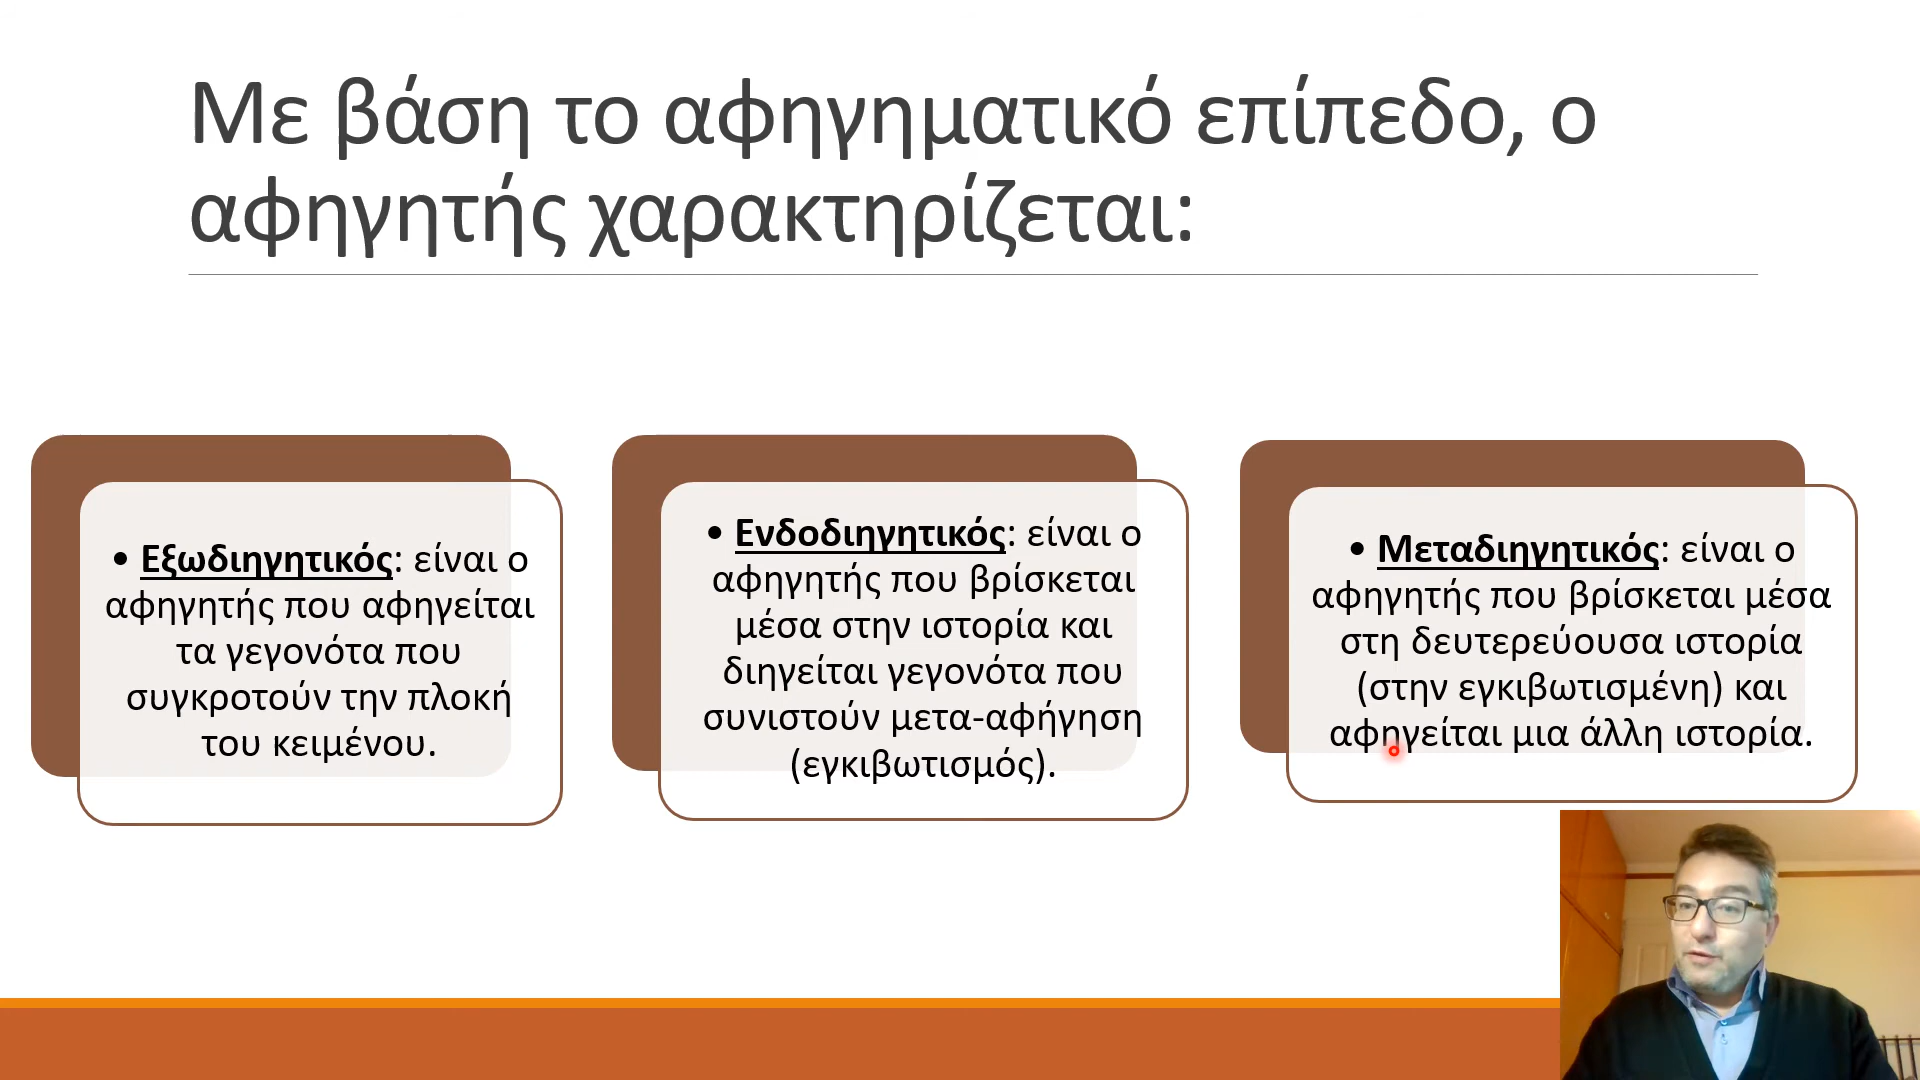 Με βάση το αφηγηματικό επίπεδο, ο
αφηγητής χαρακτηρίζεται:
• Εξωδιηγητικός: είναι ο
αφηγητής που αφηγείται
τα γεγονότα που
συγκροτούν την πλοκή
του κειμένου.
• Ενδοδιηγητικός: είναι ο
αφηγητής που βρίσκεται
μέσα στην ιστορία και
διηγείται γεγονότα που
συνιστούν μετα-αφήγηση
(εγκιβωτισμός).
• Μεταδιηγητικός: είναι ο
αφηγητής που βρίσκεται μέσα
στη δευτερεύουσα ιστορία
(στην εγκιβωτισμένη) και
αφηγείται μια άλλη ιστορία.